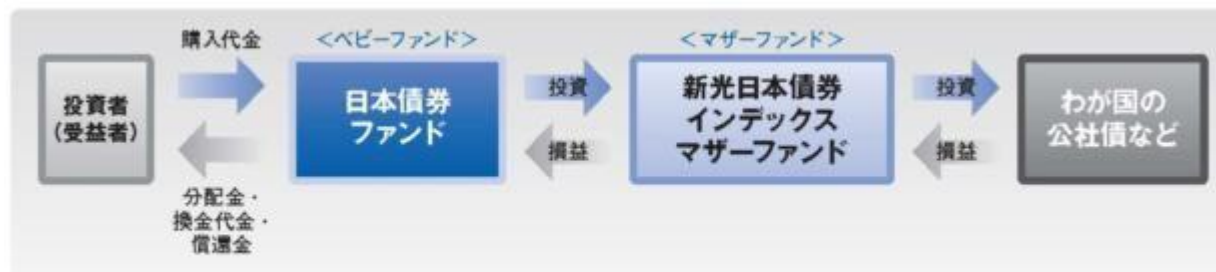 購入代金
<ベビーファンド>
<マザーファンド>
投資者
(受益者)
日本債券
ファンド
投資
損益
新光日本債券
インデックス
マザーファンド
投資
損益
わが国の
公社債など
分配金・
換金代金・
償還金